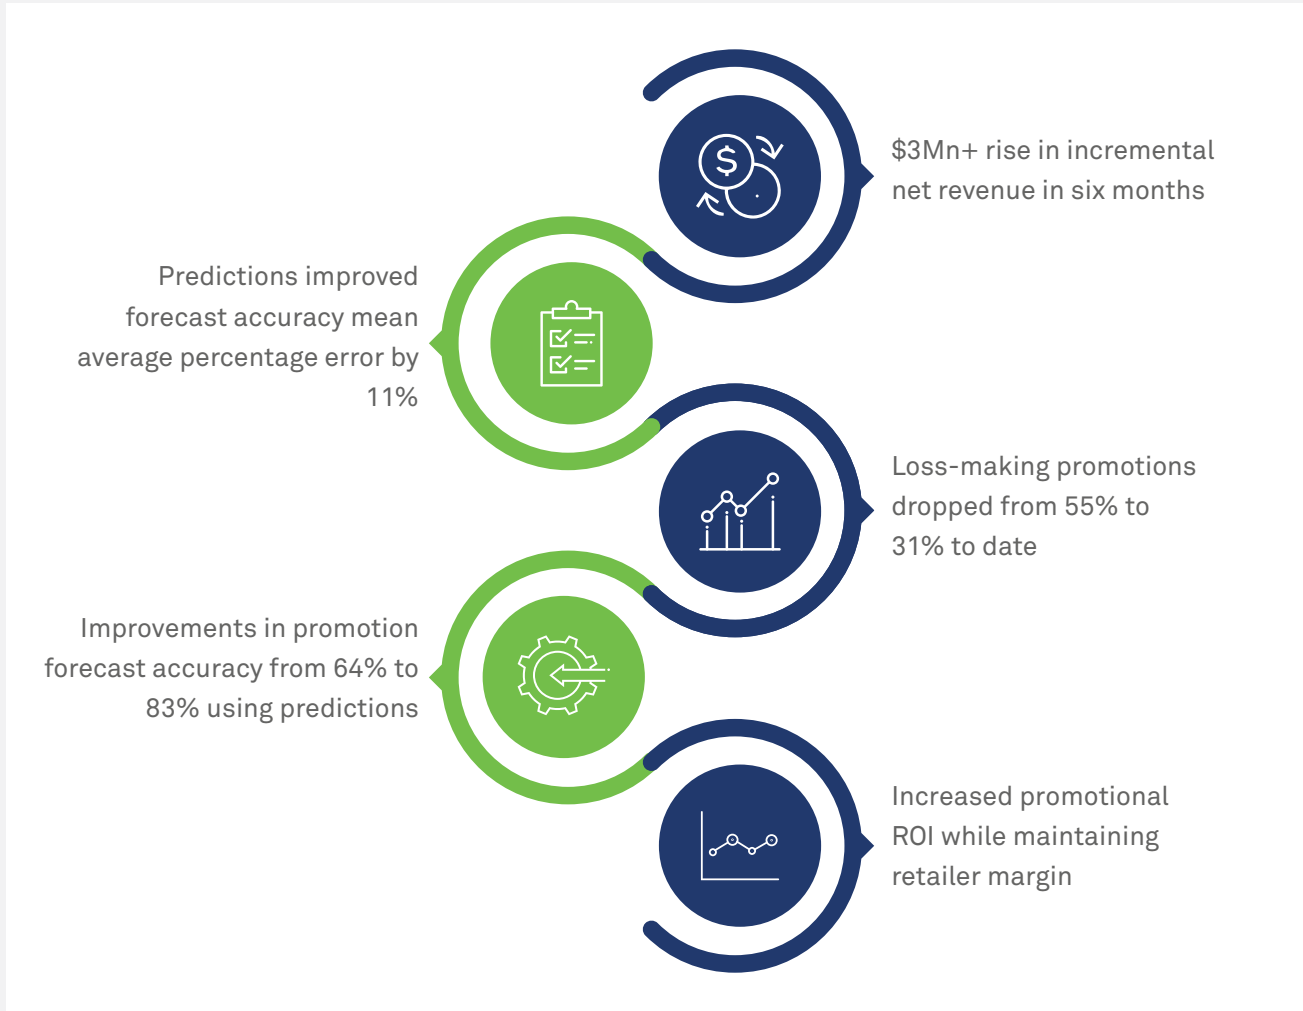 $3Mn+ rise in incremental
net revenue in six months
Predictions improved
forecast accuracy mean
average percentage error by
11%
Loss-making promotions
dropped from 55% to
31% to date
Improvements in promotion
forecast accuracy from 64% to
83% using predictions
Increased promotional
ROI while maintaining
retailer margin